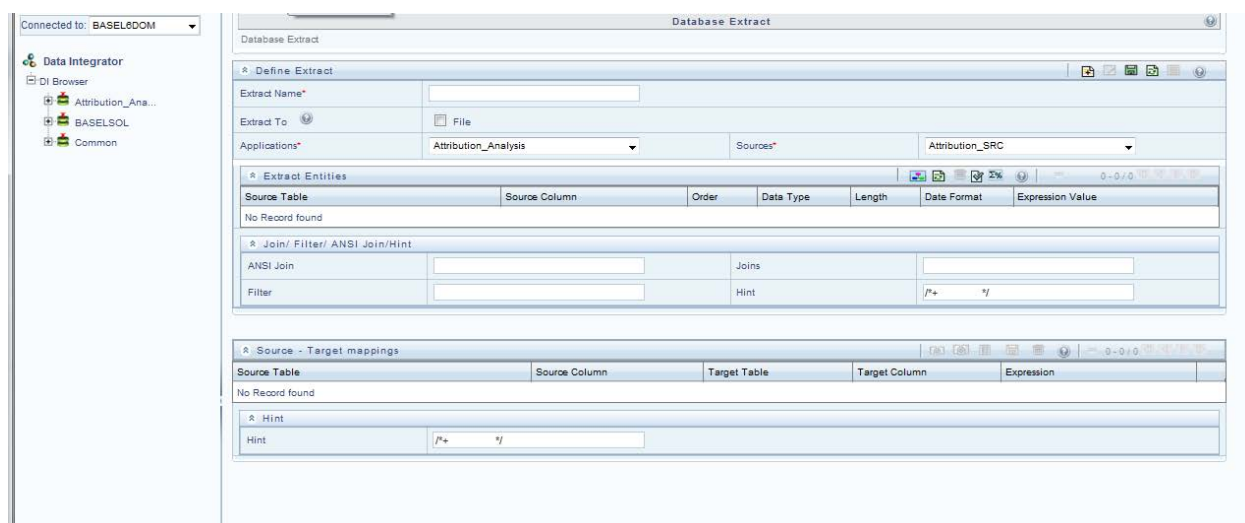 Connected to: BASEL6DOM
Data Integrator
DI Browser
Attribution_Ana...
BASELSOL
Common
Database Extract
Database Extract
Define Extract
Extract Name*
Extract To File
Applications* Attribution_Analysis Sources* Attribution_SRC
Extract Entities 0-0/0
Source Table Source Column Order Data Type Length Date Format Expression Value
No Record found
Join/ Filter/ ANSI Join/Hint
ANSI Join Joins
Filter Hint /*+ */
Source - Target mappings 0-0/0
Source Table Source Column Target Table Target Column Expression
No Record found
Hint
Hint /*+ */